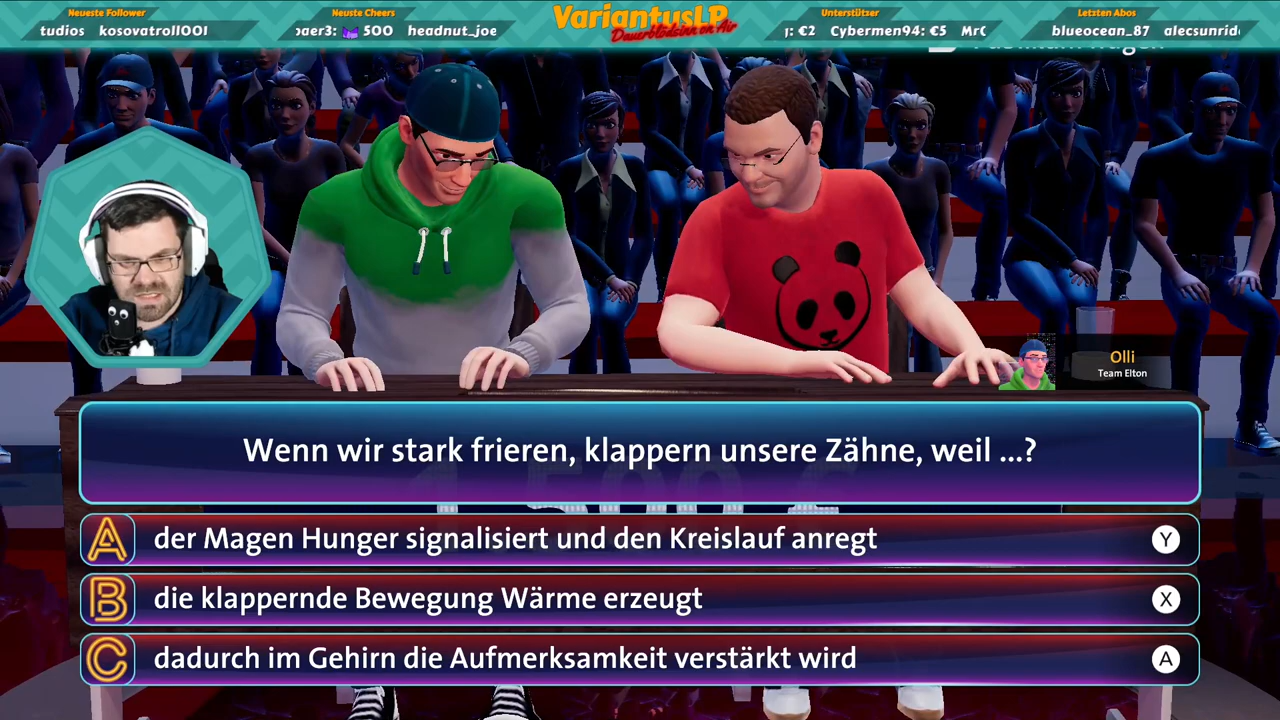 Neueste Follower
tudios kosovatroll001
Neuste Cheers
500 headnut_joe
VariantusLP
Dauerblödsinn on Air
Unterstützer
: €2 Cybermen94: €5
Letzten Abos
blueocean_87
Olli
Team Elton
Wenn wir stark frieren, klappern unsere Zähne, weil ...?
A der Magen Hunger signalisiert und den Kreislauf anregt Y
B die klappernde Bewegung Wärme erzeugt X
C dadurch im Gehirn die Aufmerksamkeit verstärkt wird A